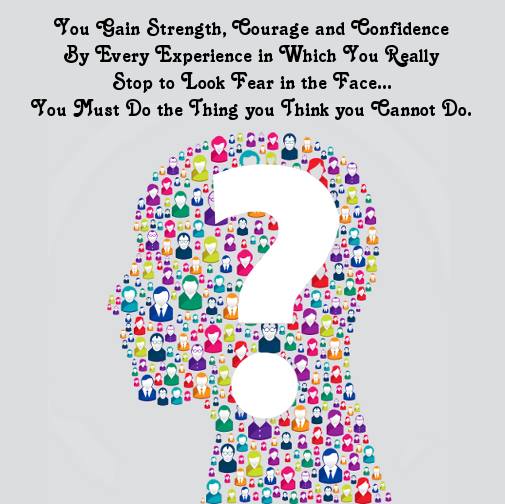 You Gain Strength, Courage and Confidence
By Every Experience in Which You Really
Stop to Look Fear in the Face...
You Must Do the Thing you Think you Cannot Do.
?